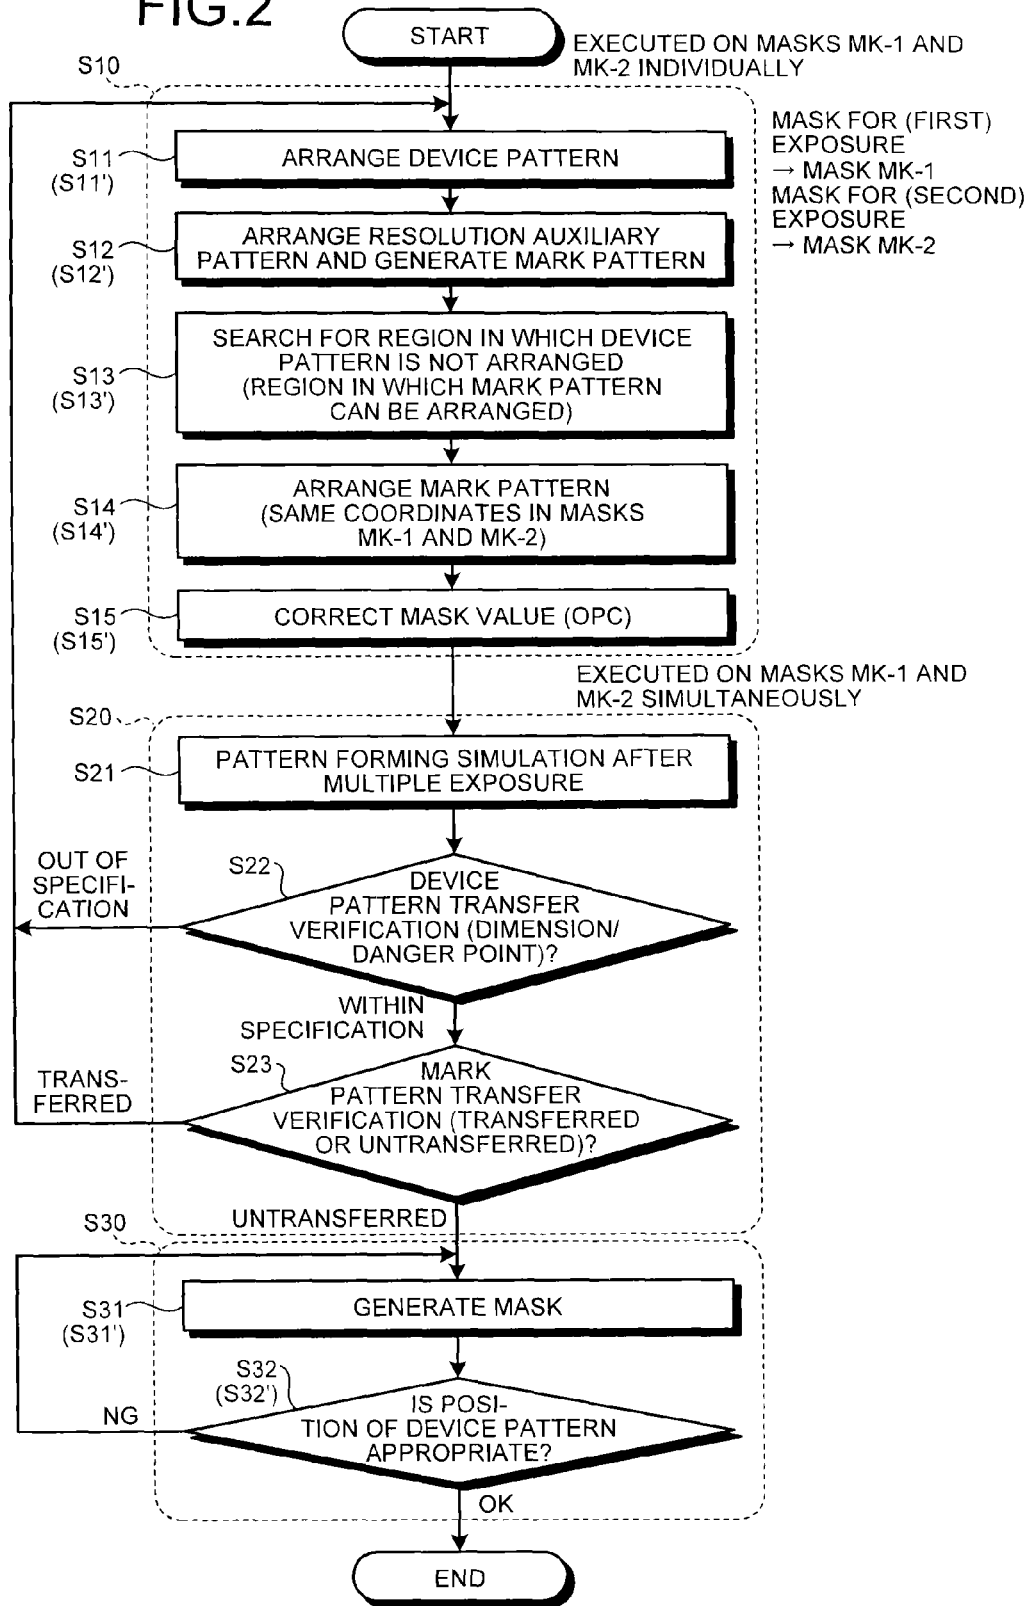 FIG.2
START
EXECUTED ON MASKS MK-1 AND
MK-2 INDIVIDUALLY
S10
MASK FOR (FIRST)
EXPOSURE
→ MASK MK-1
MASK FOR (SECOND)
EXPOSURE
→ MASK MK-2
S11
(S11')
ARRANGE DEVICE PATTERN
S12
(S12')
ARRANGE RESOLUTION AUXILIARY
PATTERN AND GENERATE MARK PATTERN
S13
(S13')
SEARCH FOR REGION IN WHICH DEVICE
PATTERN IS NOT ARRANGED
(REGION IN WHICH MARK PATTERN
CAN BE ARRANGED)
S14
(S14')
ARRANGE MARK PATTERN
(SAME COORDINATES IN MASKS
MK-1 AND MK-2)
S15
(S15')
CORRECT MASK VALUE (OPC)
EXECUTED ON MASKS MK-1 AND
MK-2 SIMULTANEOUSLY
S20
S21
PATTERN FORMING SIMULATION AFTER
MULTIPLE EXPOSURE
OUT OF
SPECIFI-
CATION
S22
DEVICE
PATTERN TRANSFER
VERIFICATION (DIMENSION/
DANGER POINT)?
WITHIN
SPECIFICATION
TRANS-
FERRED
S23
MARK
PATTERN TRANSFER
VERIFICATION (TRANSFERRED
OR UNTRANSFERRED)?
UNTRANSFERRED
S30
S31
(S31')
GENERATE MASK
S32
(S32')
IS POSI-
TION OF DEVICE PATTERN
APPROPRIATE?
NG
OK
END